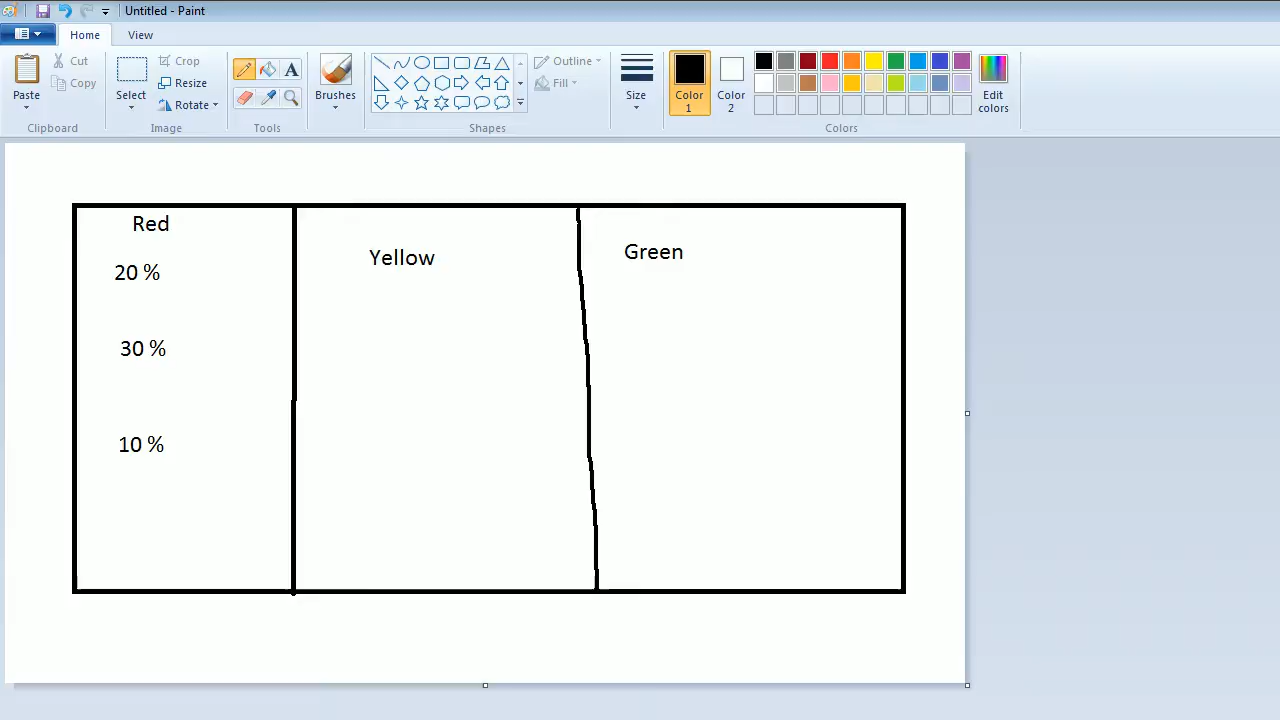 Untitled - Paint
Home View
Paste
Cut
Copy
Clipboard
Select
Crop
Resize
Rotate
Image
Tools
Brushes
Outline
Fill
Shapes
Size
Color 1
Color 2
Edit colors
Colors
Red
Yellow
Green
20 %
30 %
10 %